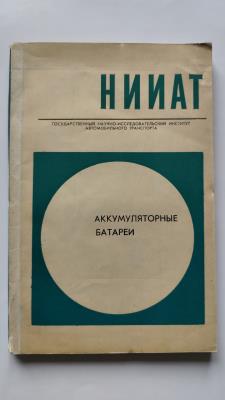 НИИАТ
ГОСУДАРСТВЕННЫЙ НАУЧНО-ИССЛЕДОВАТЕЛЬСКИЙ ИНСТИТУТ
АВТОМОБИЛЬНОГО ТРАНСПОРТА
АККУМУЛЯТОРНЫЕ
БАТАРЕИ